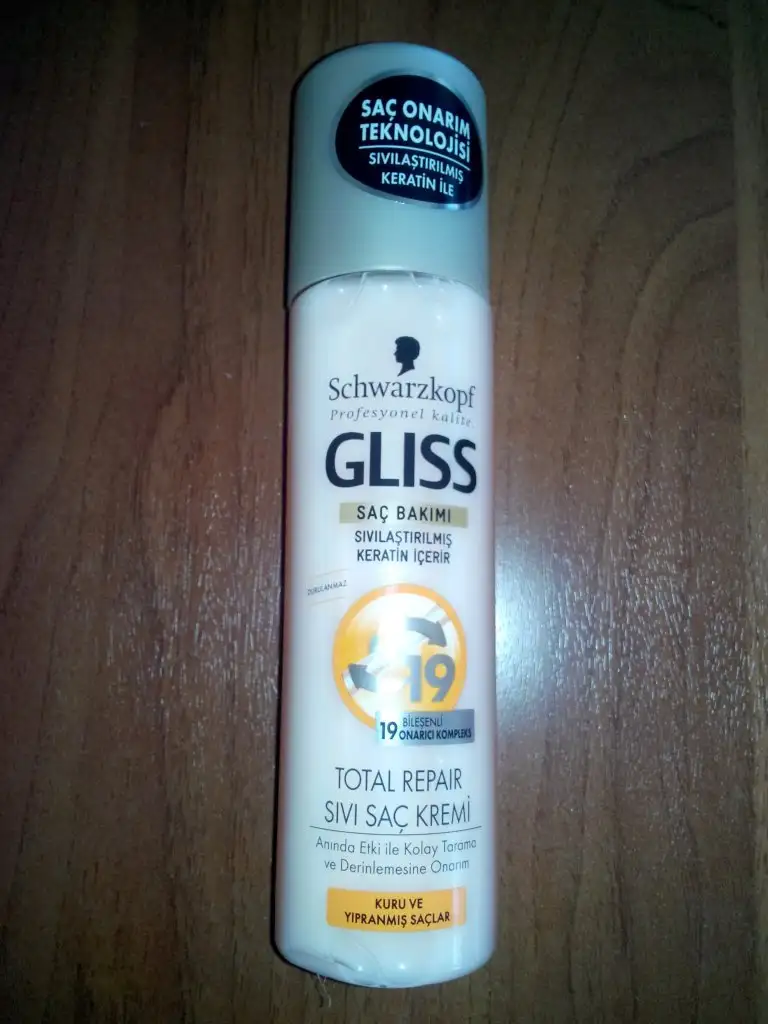 SAÇ ONARIM
TEKNOLOJİSİ
SIVILAŞTIRILMIŞ
KERATİN İLE
Schwarzkopf
Profesyonel kalite.
GLISS
SAÇ BAKIMI
SIVILAŞTIRILMIŞ
KERATİN İÇERİR
DURULANMAZ
19
19 BİLEŞENLİ
ONARICI KOMPLEKS
TOTAL REPAIR
SIVI SAÇ KREMİ
Anında Etki ile Kolay Tarama
ve Derinlemesine Onarım
KURU VE
YIPRANMIŞ SAÇLAR